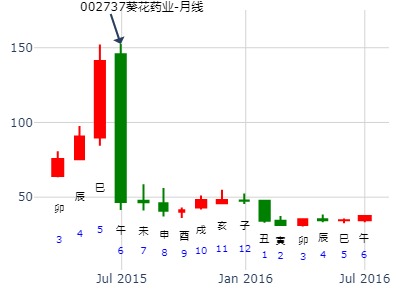 002737葵花药业-月线
150
100
50
卯 辰 巳 午 未 申 酉 戌 亥 子 丑 寅 卯 辰 巳 午
3 4 5 6 7 8 9 10 11 12 1 2 3 4 5 6
Jul 2015 Jan 2016 Jul 2016